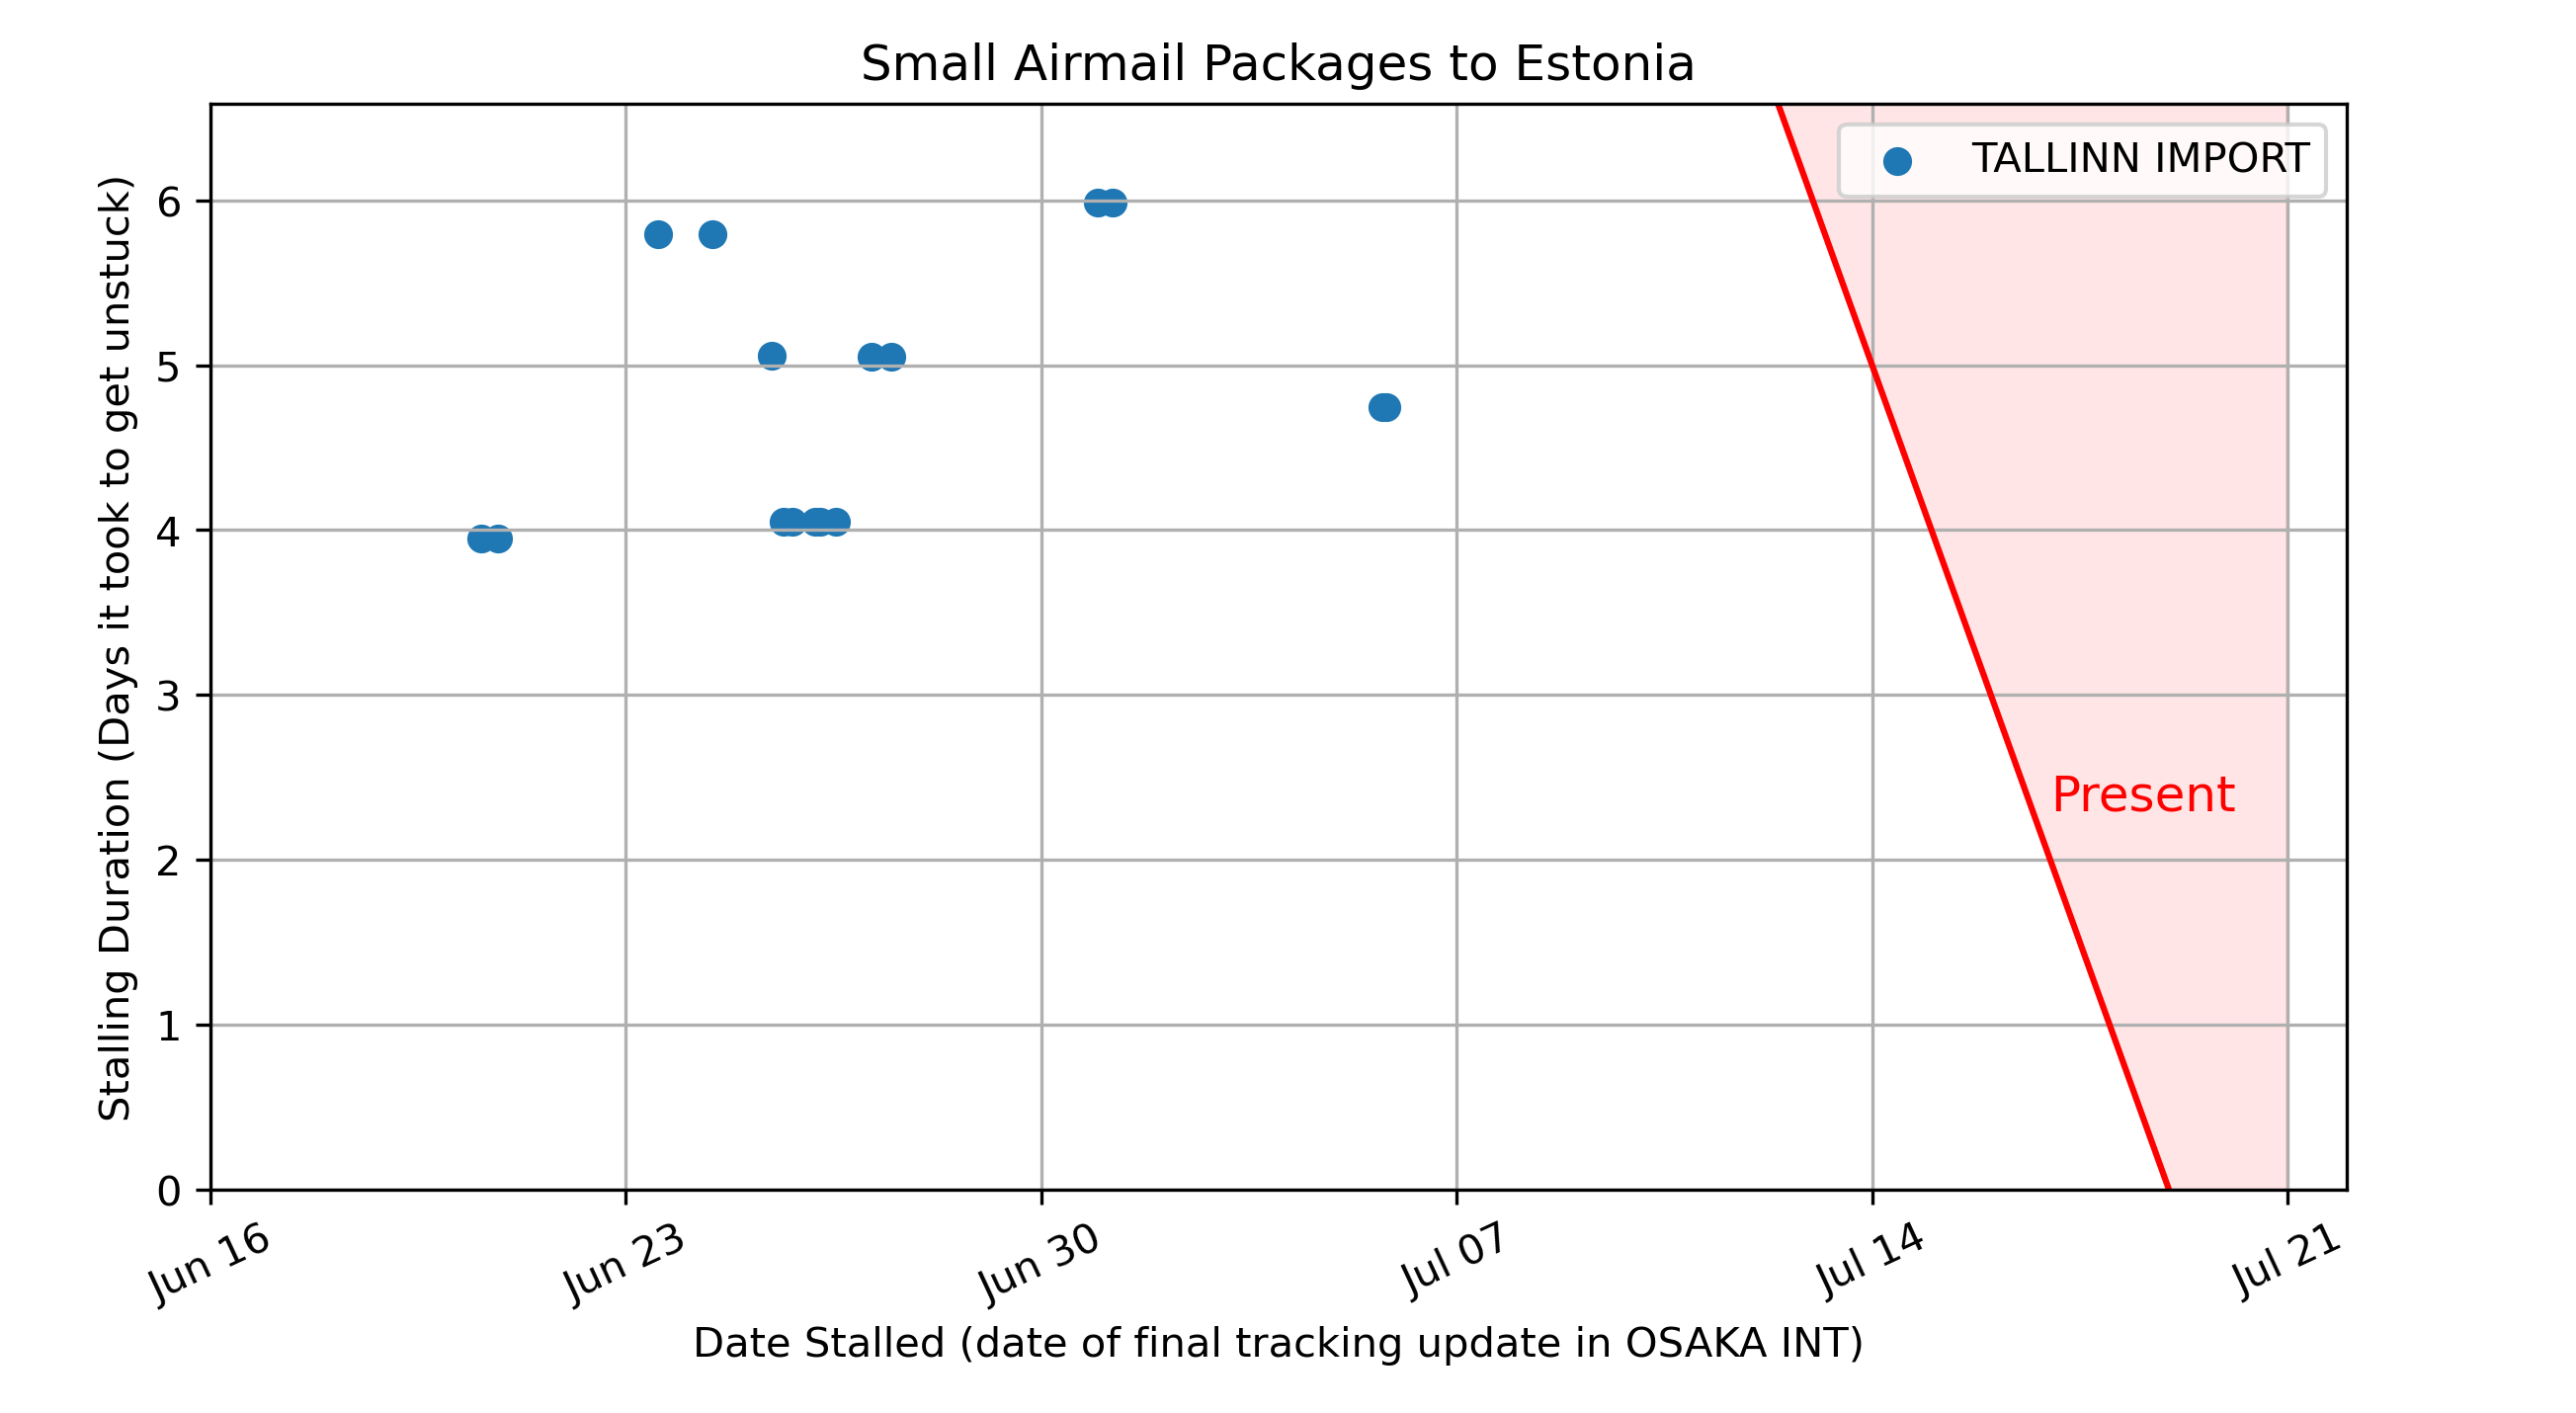 Small Airmail Packages to Estonia
TALLINN IMPORT
Stalling Duration (Days it took to get unstuck)
6
5
4
3
2
1
0
Present
Jun 16
Jun 23
Jun 30
Jul 07
Jul 14
Jul 21
Date Stalled (date of final tracking update in OSAKA INT)